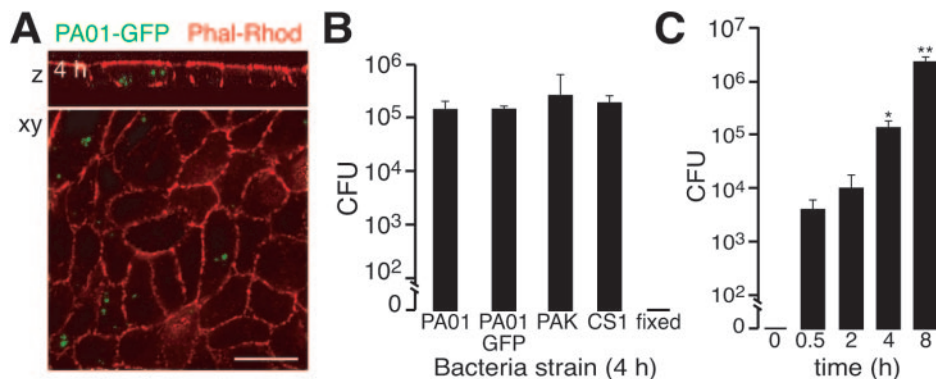 A PA01-GFP Phal-Rhod
z 4 h
xy
B
CFU
10⁶
10⁵
10⁴
10³
10²
0
PA01 PA01 GFP PAK CS1 fixed
Bacteria strain (4 h)
C
CFU
10⁷
10⁶
10⁵
10⁴
10³
10²
0
* **
0 0.5 2 4 8
time (h)